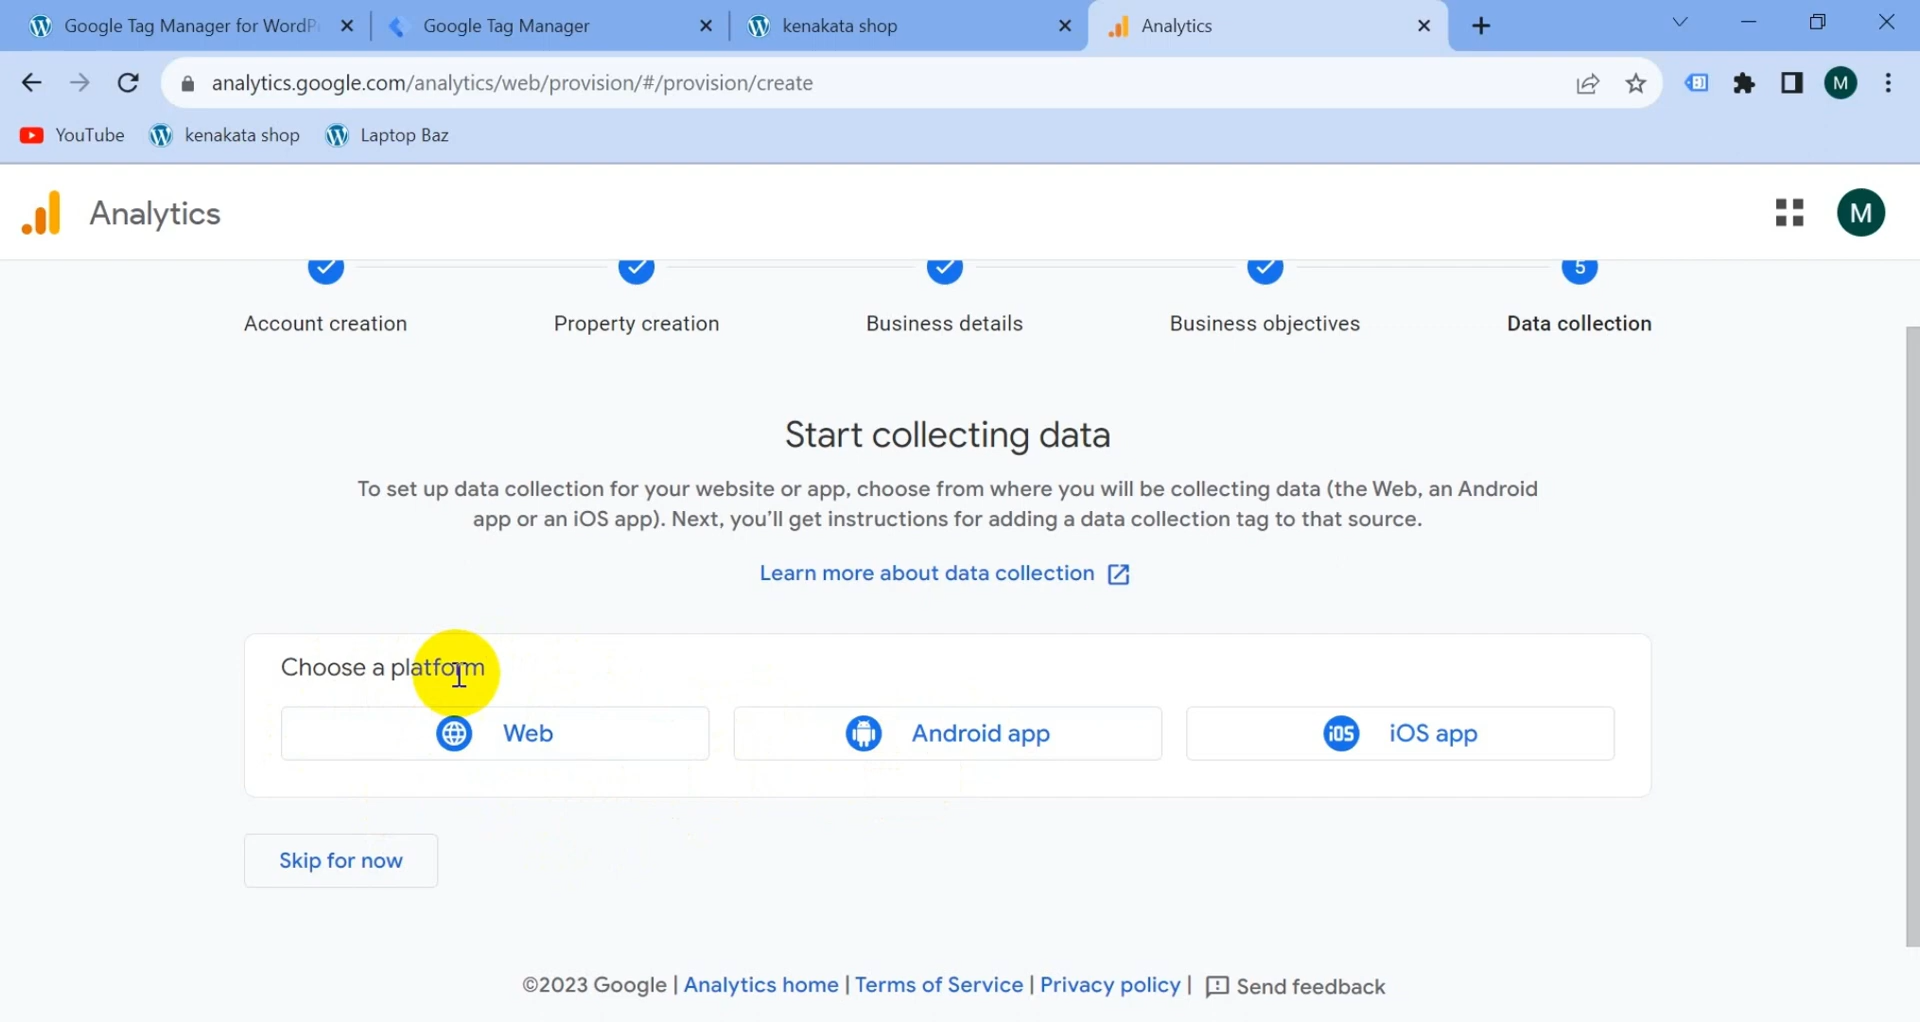 Google Tag Manager for WordP
Google Tag Manager
kenakata shop
Analytics
analytics.google.com/analytics/web/provision/#/provision/create
M
YouTube
kenakata shop
Laptop Baz
Analytics
M
5
Account creation
Property creation
Business details
Business objectives
Data collection
Start collecting data
To set up data collection for your website or app, choose from where you will be collecting data (the Web, an Android
app or an iOS app). Next, you’ll get instructions for adding a data collection tag to that source.
Learn more about data collection
Choose a platform
Web
Android app
iOS
iOS app
Skip for now
©2023 Google | Analytics home | Terms of Service | Privacy policy |
Send feedback